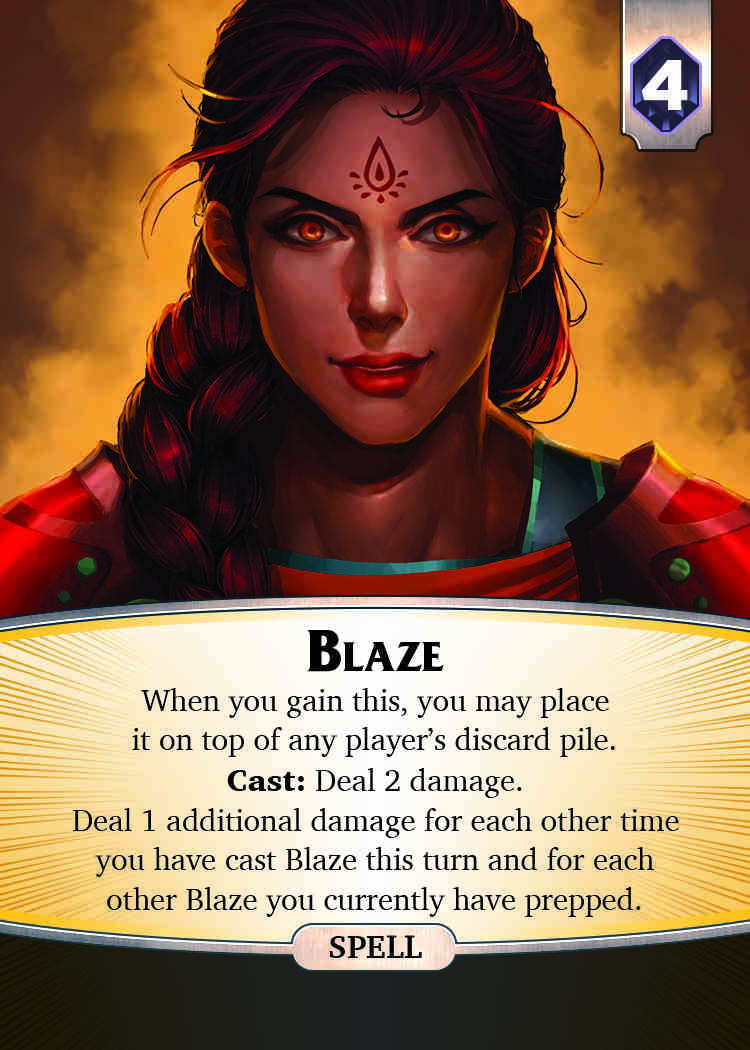 4
Blaze
When you gain this, you may place
it on top of any player's discard pile.
Cast: Deal 2 damage.
Deal 1 additional damage for each other time
you have cast Blaze this turn and for each
other Blaze you currently have prepped.
SPELL